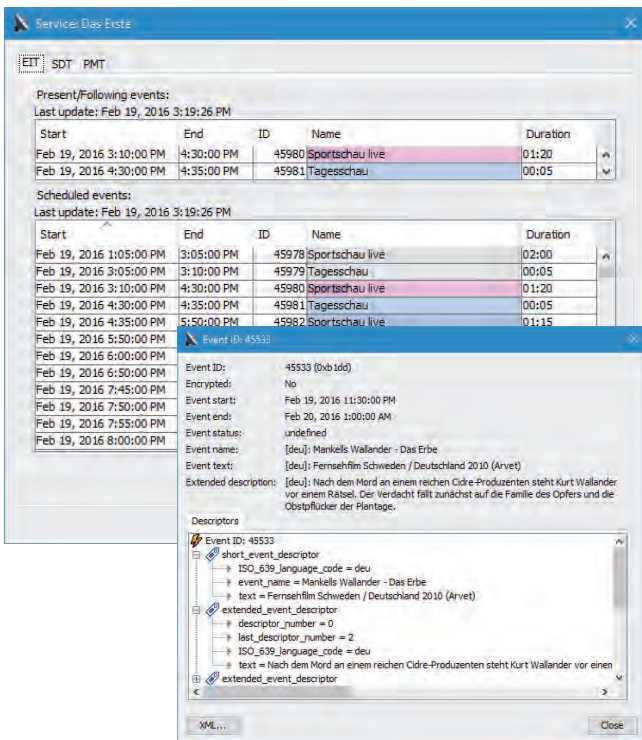 Service: Das Erste
EIT SDT PMT
Present/Following events:
Last update: Feb 19, 2016 3:19:26 PM
Start End ID Name Duration
Feb 19, 2016 3:10:00 PM 4:30:00 PM 45980 Sportschau live 01:20
Feb 19, 2016 4:30:00 PM 4:35:00 PM 45981 Tagesschau 00:05
Scheduled events:
Last update: Feb 19, 2016 3:19:26 PM
Start End ID Name Duration
Feb 19, 2016 1:05:00 PM 3:05:00 PM 45978 Sportschau live 02:00
Feb 19, 2016 3:05:00 PM 3:10:00 PM 45979 Tagesschau 00:05
Feb 19, 2016 3:10:00 PM 4:30:00 PM 45980 Sportschau live 01:20
Feb 19, 2016 4:30:00 PM 4:35:00 PM 45981 Tagesschau 00:05
Feb 19, 2016 4:35:00 PM 5:50:00 PM 45982 Sportschau live 01:15
Feb 19, 2016 5:50:00 PM
Feb 19, 2016 6:00:00 PM
Feb 19, 2016 6:50:00 PM
Feb 19, 2016 7:45:00 PM
Feb 19, 2016 7:50:00 PM
Feb 19, 2016 7:55:00 PM
Feb 19, 2016 8:00:00 PM
Event ID: 45533
Event ID: 45533 (0xb1dd)
Encrypted: No
Event start: Feb 19, 2016 11:30:00 PM
Event end: Feb 20, 2016 1:00:00 AM
Event status: undefined
Event name: [deu]: Mankells Wallander - Das Erbe
Event text: [deu]: Fernsehfilm Schweden / Deutschland 2010 (Arvet)
Extended description: [deu]: Nach dem Mord an einem reichen Cidre-Produzenten steht Kurt Wallander
vor einem Rätsel. Der Verdacht fällt zunächst auf die Familie des Opfers und die
Obstpflücker der Plantage.
Descriptors
Event ID: 45533
short_event_descriptor
ISO_639_language_code = deu
event_name = Mankells Wallander - Das Erbe
text = Fernsehfilm Schweden / Deutschland 2010 (Arvet)
extended_event_descriptor
descriptor_number = 0
last_descriptor_number = 2
ISO_639_language_code = deu
text = Nach dem Mord an einem reichen Cidre-Produzenten steht Kurt Wallander vor einen
extended_event_descriptor
XML... Close